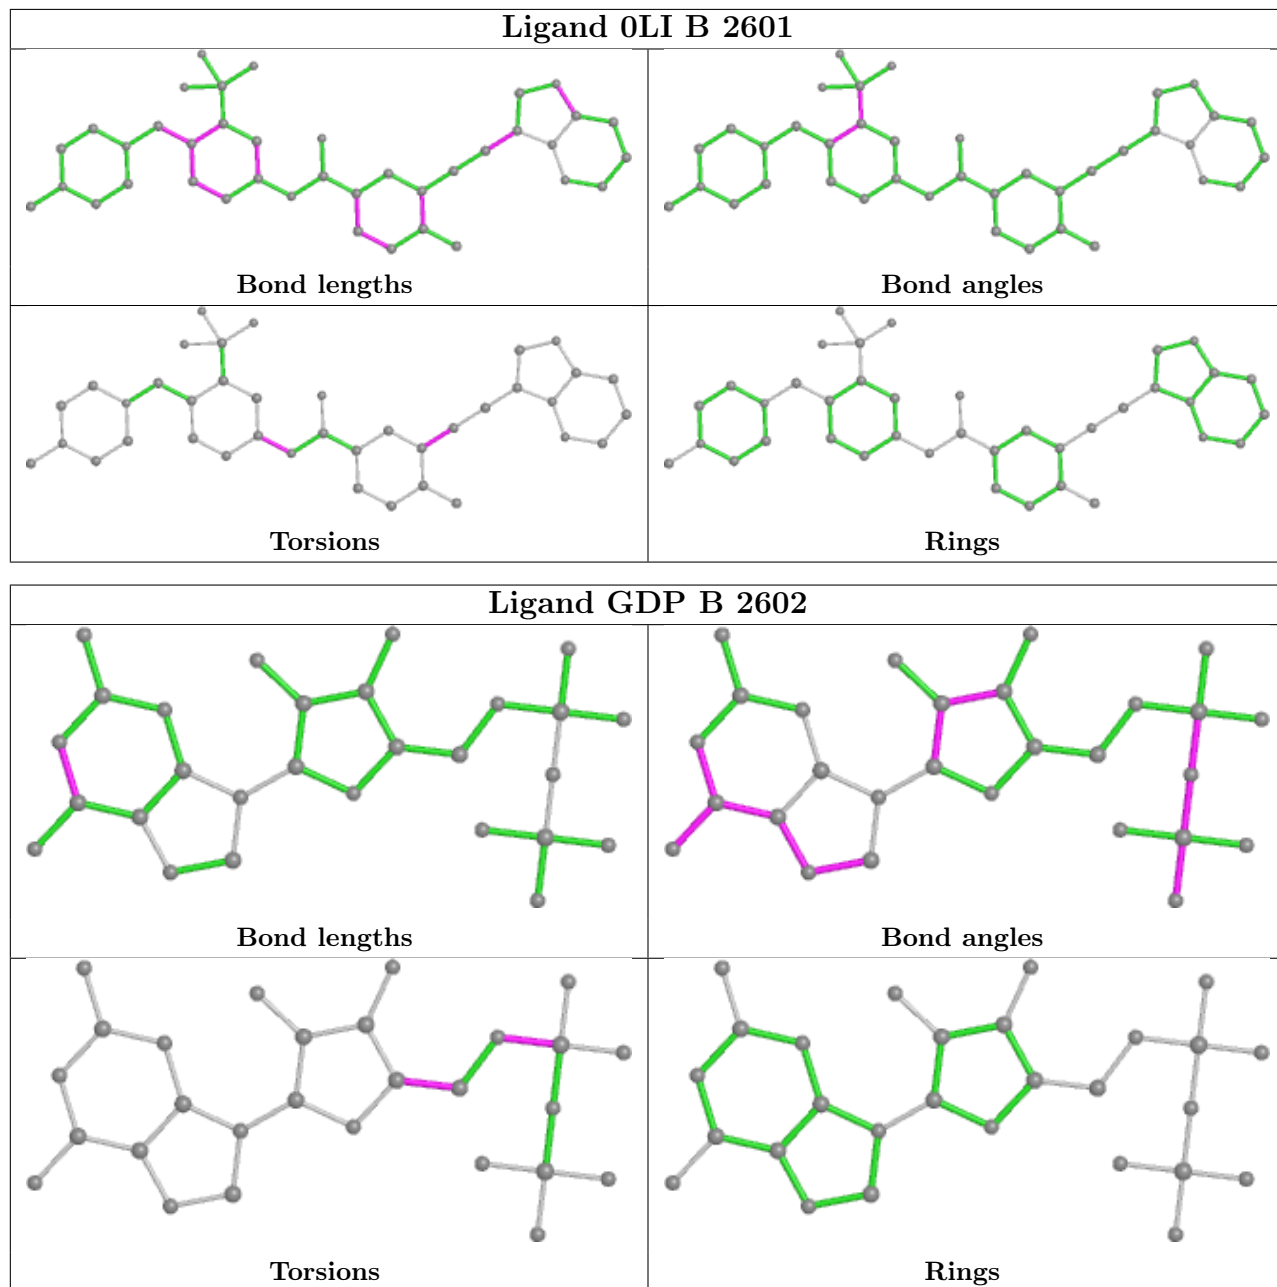 Ligand 0LI B 2601
Bond lengths
Bond angles
Torsions
Rings
Ligand GDP B 2602
Bond lengths
Bond angles
Torsions
Rings